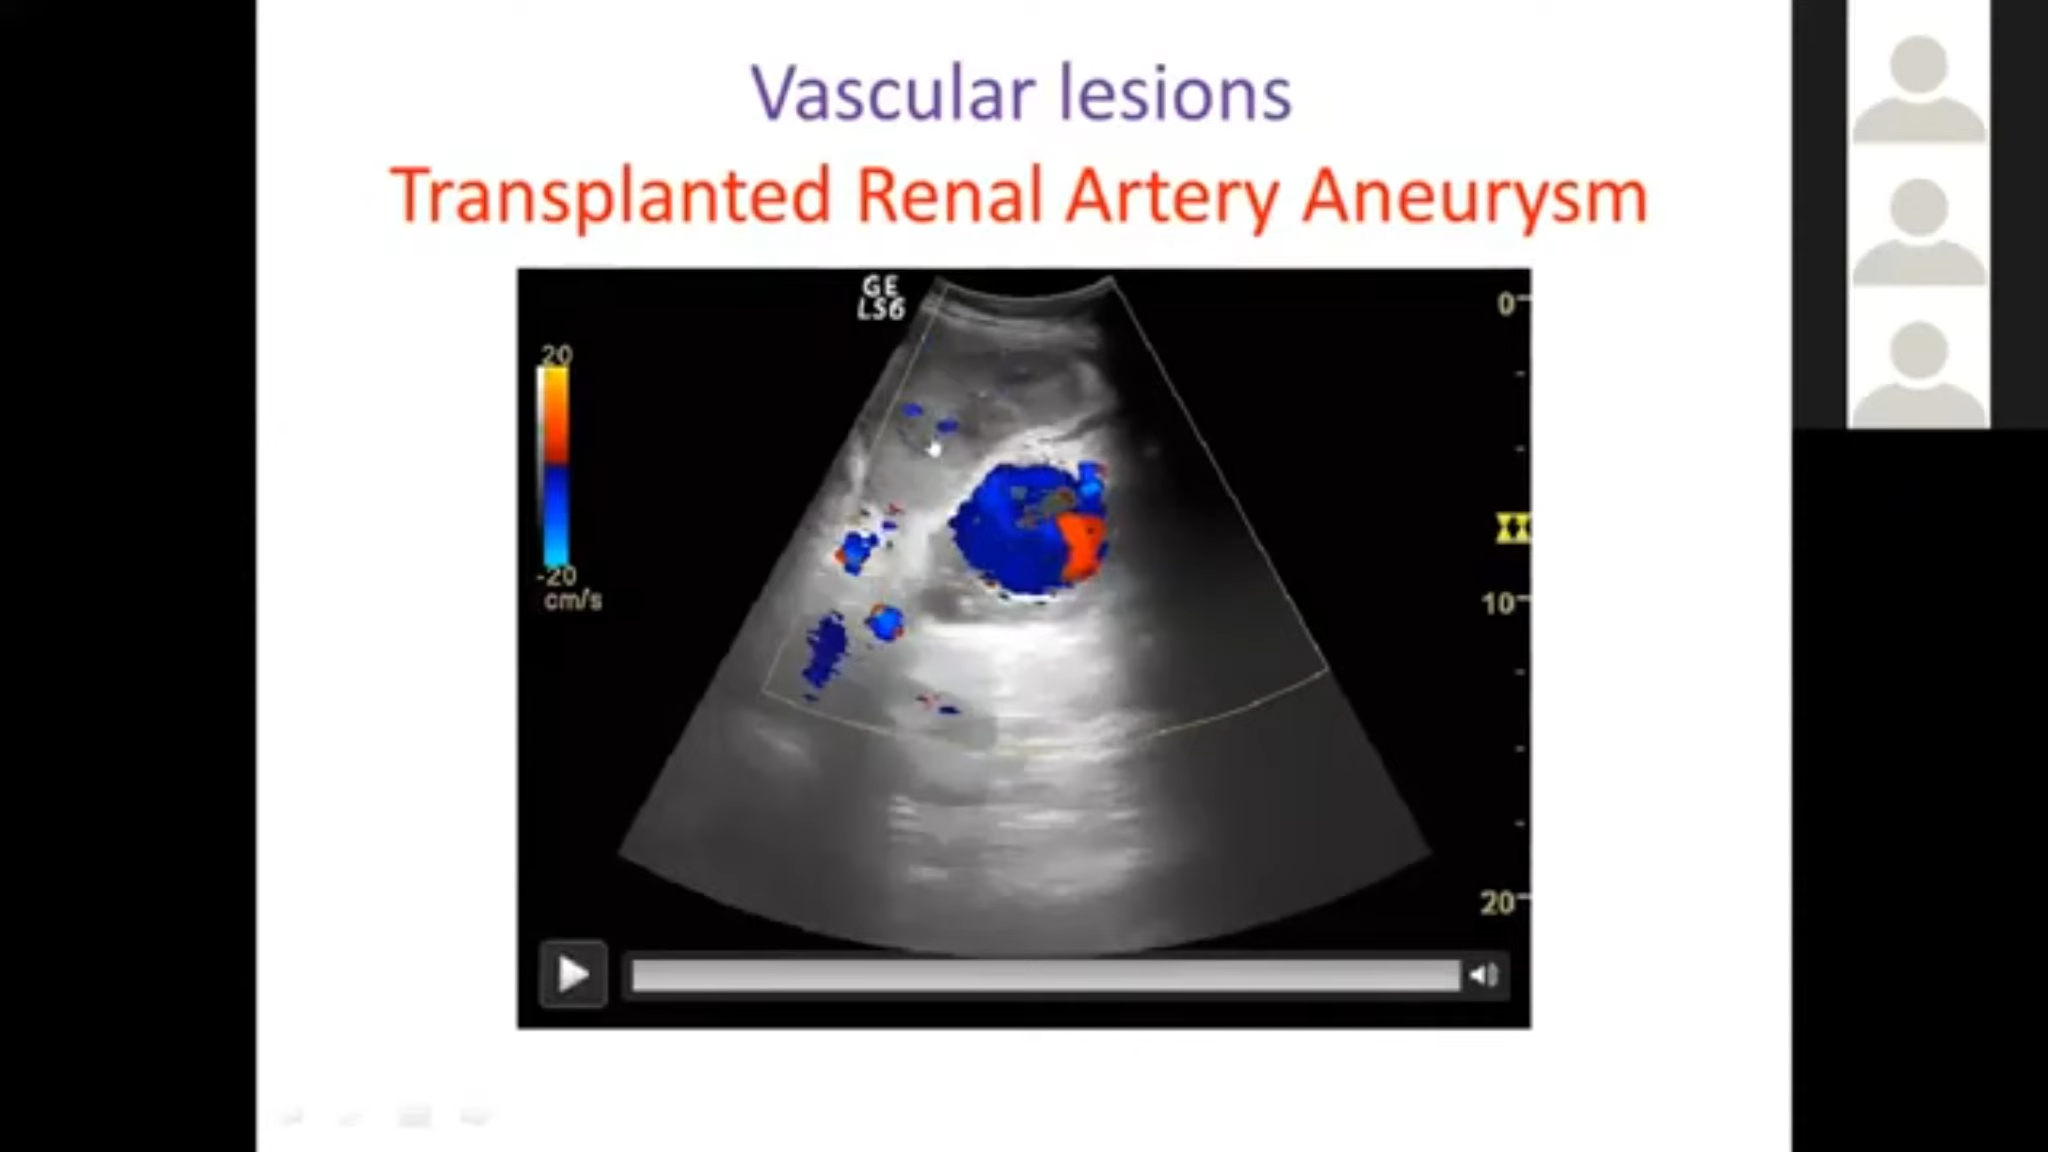 Vascular lesions
Transplanted Renal Artery Aneurysm
GE
LS6
0
20
-20
cm/s
10
20